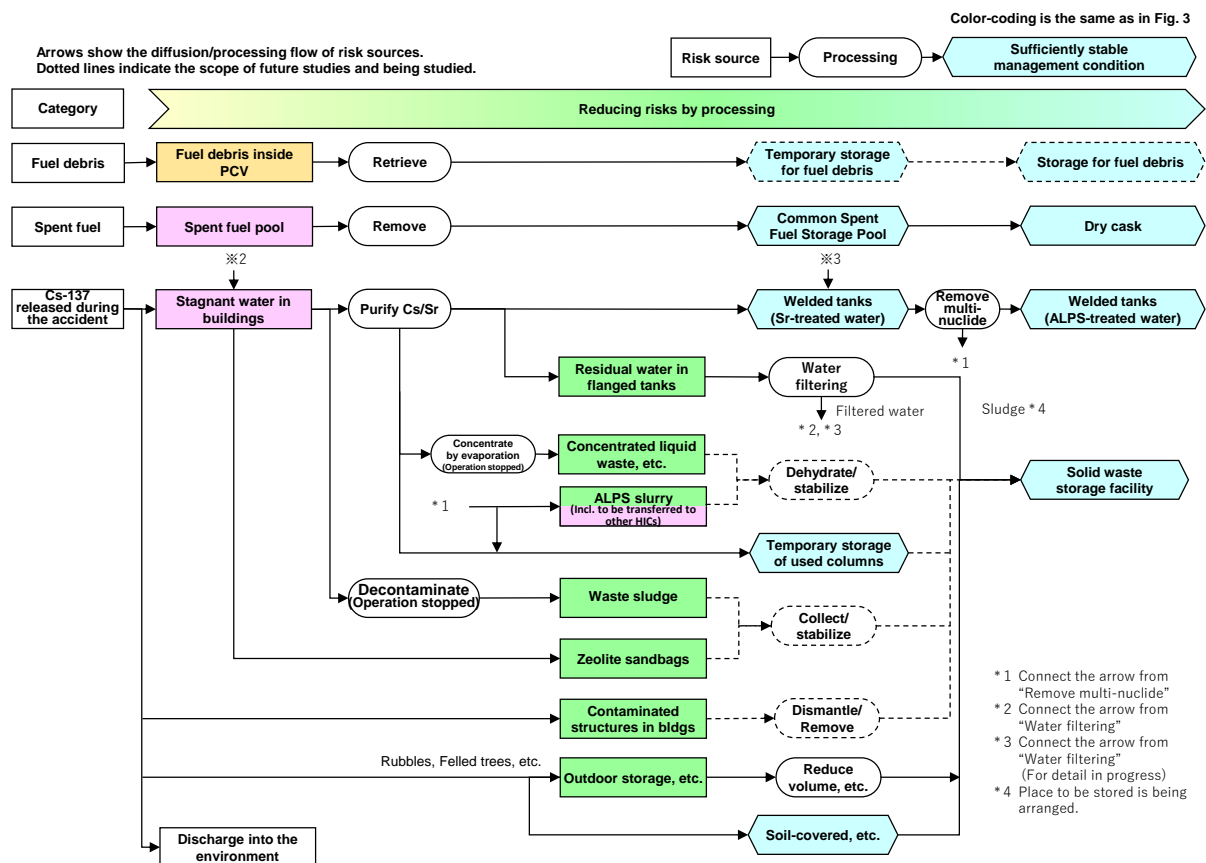 Color-coding is the same as in Fig. 3
Arrows show the diffusion/processing flow of risk sources.
Dotted lines indicate the scope of future studies and being studied.
Risk source
Processing
Sufficiently stable
management condition
Category
Reducing risks by processing
Fuel debris
Fuel debris inside
PCV
Retrieve
Temporary storage
for fuel debris
Storage for fuel debris
Spent fuel
Spent fuel pool
Remove
Common Spent
Fuel Storage Pool
Dry cask
※2
※3
Cs-137
released during
the accident
Stagnant water in
buildings
Purify Cs/Sr
Welded tanks
(Sr-treated water)
Remove
multi-
nuclide
Welded tanks
(ALPS-treated water)
*1
Residual water in
flanged tanks
Water
filtering
Filtered water
*2, *3
Sludge *4
Concentrate
by evaporation
(Operation stopped)
Concentrated liquid
waste, etc.
Dehydrate/
stabilize
Solid waste
storage facility
*1
ALPS slurry
(Incl. to be transferred to
other HICs)
Temporary storage
of used columns
Decontaminate
(Operation stopped)
Waste sludge
Collect/
stabilize
Zeolite sandbags
Contaminated
structures in bldgs
Dismantle/
Remove
Rubbles, Felled trees, etc.
Outdoor storage, etc.
Reduce
volume, etc.
Soil-covered, etc.
Discharge into the
environment
*1 Connect the arrow from
“Remove multi-nuclide”
*2 Connect the arrow from
“Water filtering”
*3 Connect the arrow from
“Water filtering”
(For detail in progress)
*4 Place to be stored is being
arranged.